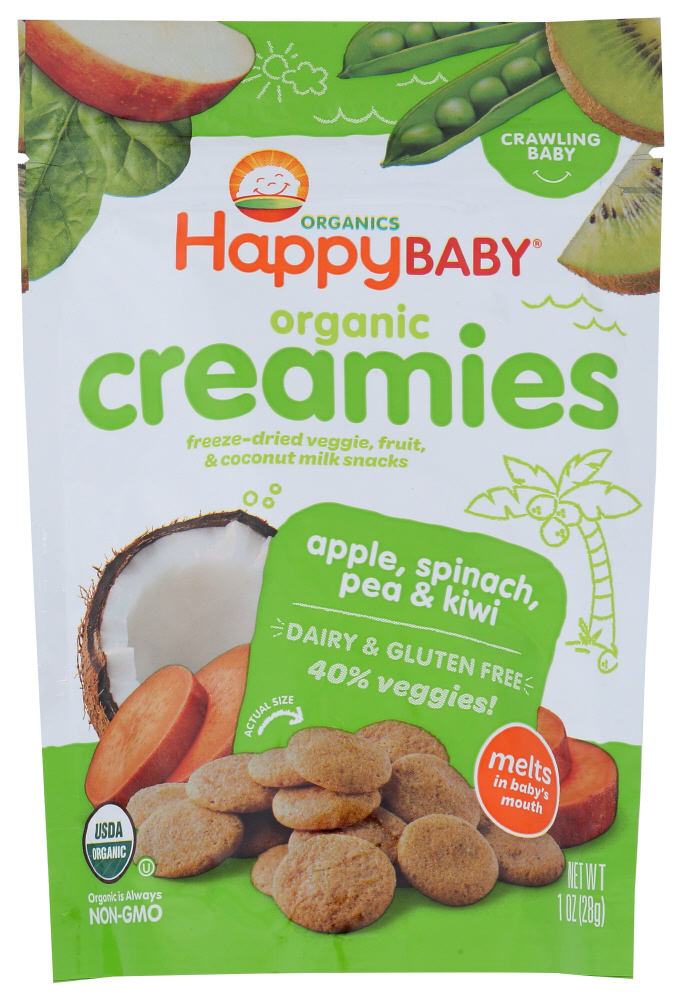 CRAWLING
BABY
ORGANICS
HappyBABY®
organic
creamies
freeze-dried veggie, fruit,
& coconut milk snacks
apple, spinach,
pea & kiwi
DAIRY & GLUTEN FREE
40% veggies!
ACTUAL SIZE
melts
in baby's
mouth
USDA
ORGANIC
U
Organic is Always
NON-GMO
NET WT
1 OZ (28g)